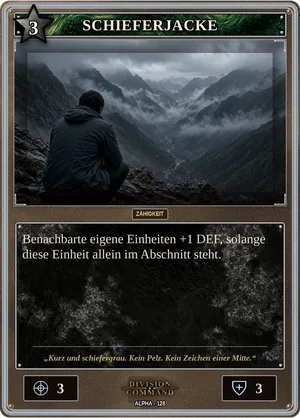 3
SCHIEFERJACKE
ZÄHIGKEIT
Benachbarte eigene Einheiten +1 DEF, solange
diese Einheit allein im Abschnitt steht.
„Kurz und schiefergrau. Kein Pelz. Kein Zeichen einer Mitte.“
3
DIVISION
COMMAND
3
ALPHA · 128